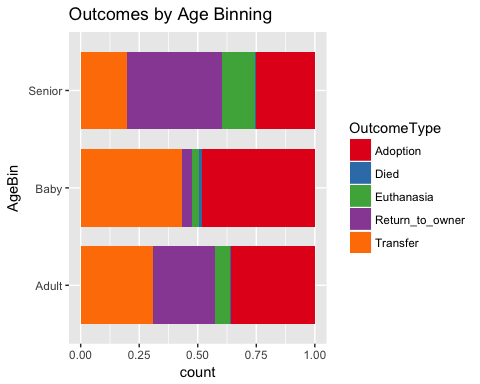 Outcomes by Age Binning
AgeBin
Senior
Baby
Adult
0.00 0.25 0.50 0.75 1.00
count
OutcomeType
Adoption
Died
Euthanasia
Return_to_owner
Transfer